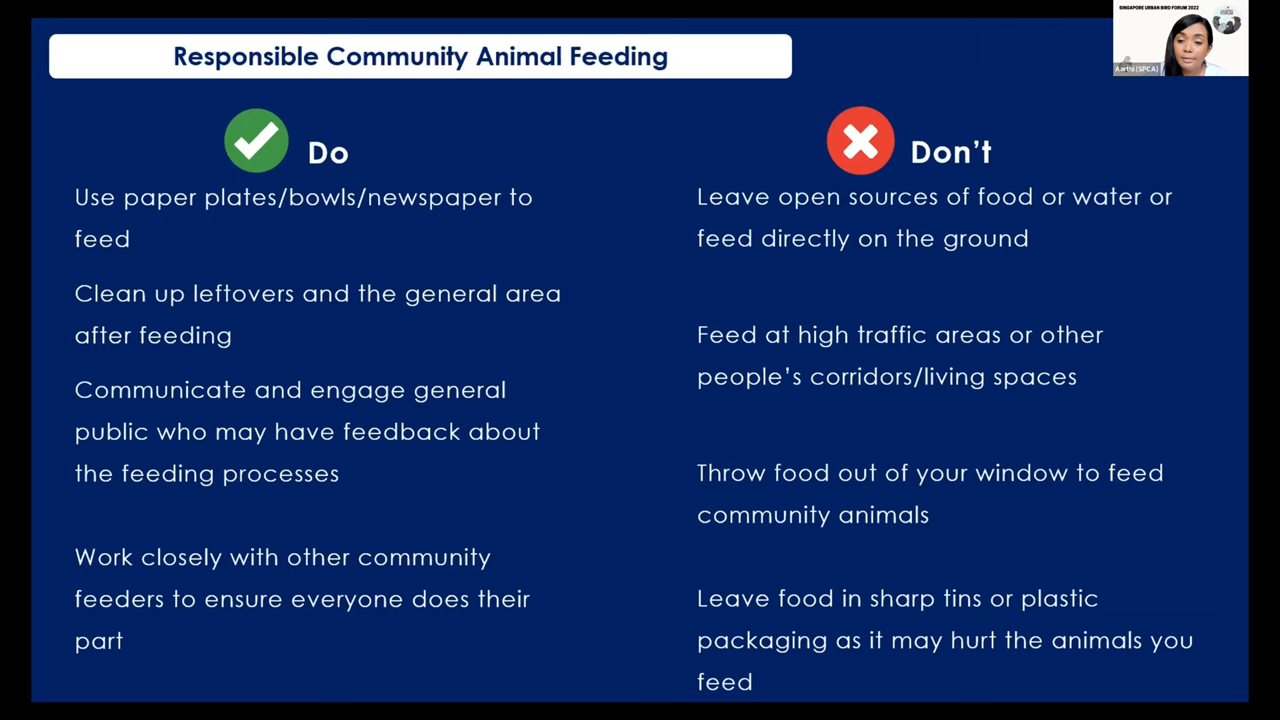 SINGAPORE URBAN BIRD FORUM 2022
Aarthi (SPCA)
Responsible Community Animal Feeding
Do
Use paper plates/bowls/newspaper to
feed
Clean up leftovers and the general area
after feeding
Communicate and engage general
public who may have feedback about
the feeding processes
Work closely with other community
feeders to ensure everyone does their
part
Don’t
Leave open sources of food or water or
feed directly on the ground
Feed at high traffic areas or other
people’s corridors/living spaces
Throw food out of your window to feed
community animals
Leave food in sharp tins or plastic
packaging as it may hurt the animals you
feed